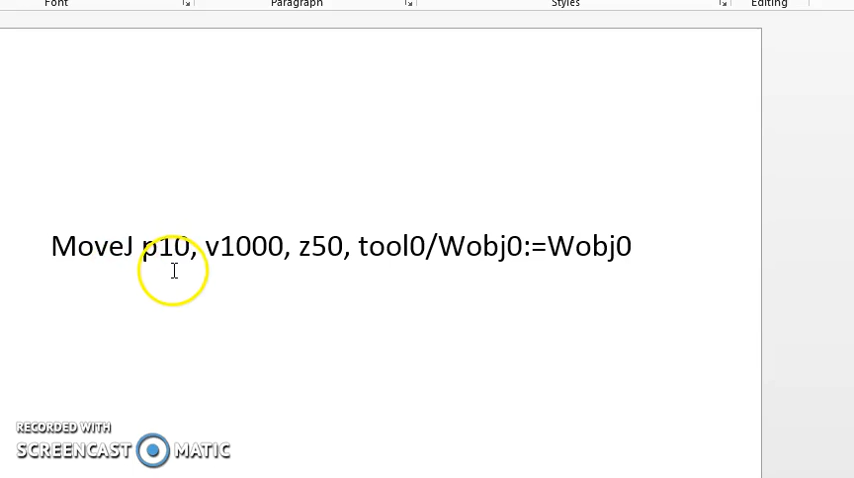 Font Paragraph Styles Editing
MoveJ p10, v1000, z50, tool0/Wobj0:=Wobj0
RECORDED WITH
SCREENCAST MATIC